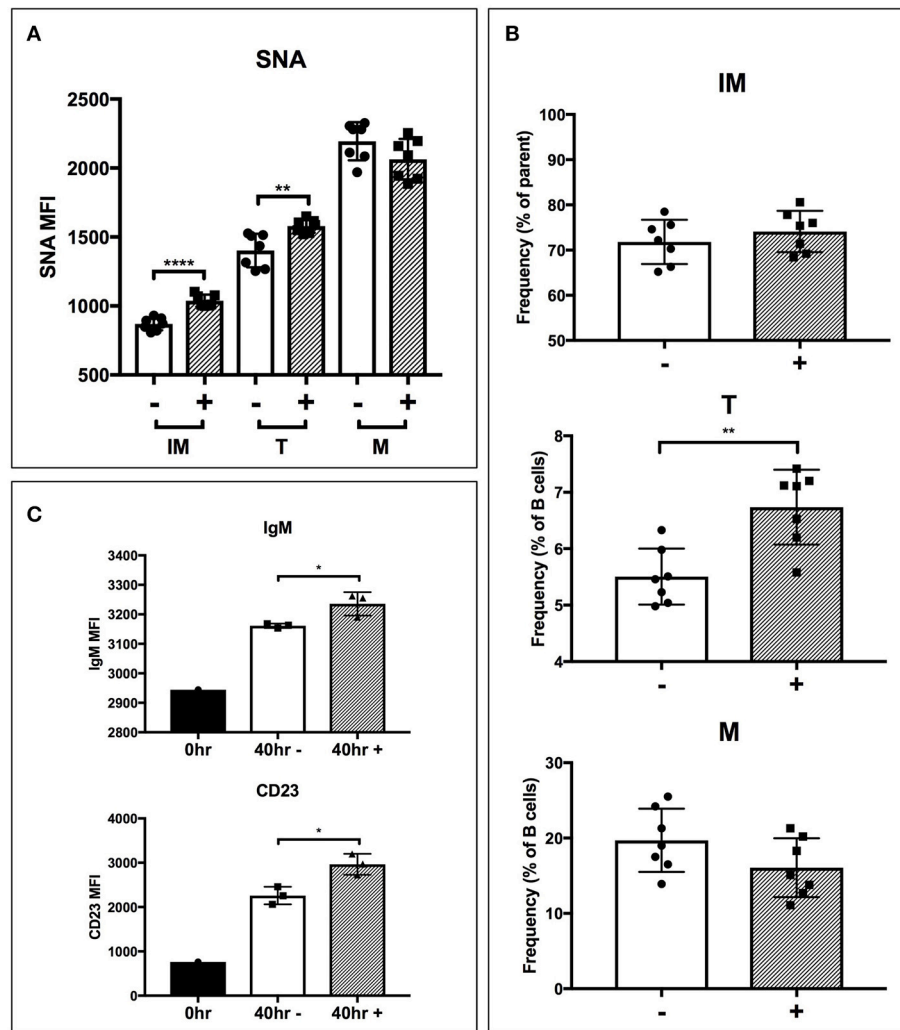 A
SNA
SNA MFI
2500
2000
1500
1000
500
****
**
- + - + - +
IM T M
B
IM
Frequency (% of parent)
100
90
80
70
60
50
- +
T
Frequency (% of B cells)
8
7
6
5
4
**
- +
M
Frequency (% of B cells)
30
20
10
0
- +
C
IgM
IgM MFI
3400
3300
3200
3100
3000
2900
2800
*
0hr 40hr - 40hr +
CD23
CD23 MFI
4000
3000
2000
1000
0
*
0hr 40hr - 40hr +